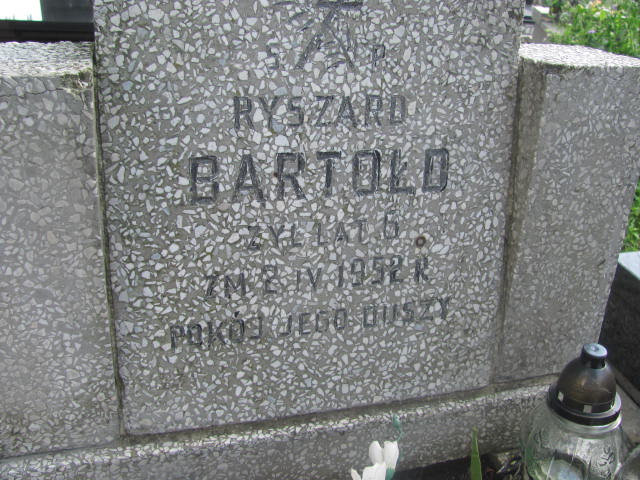 Ś P
RYSZARD
BARTOŁD
ŻYŁ LAT 6
ZM 2 IV 1952 R
POKÓJ JEGO DUSZY